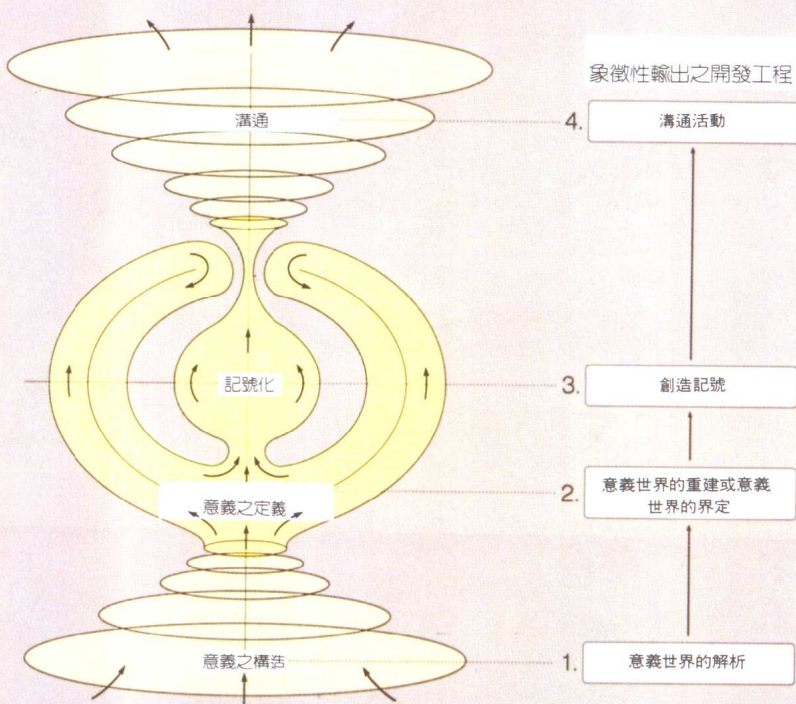 象徵性輸出之開發工程
溝通
4.
溝通活動
記號化
3.
創造記號
意義之定義
2.
意義世界的重建或意義
世界的界定
意義之構造
1.
意義世界的解析